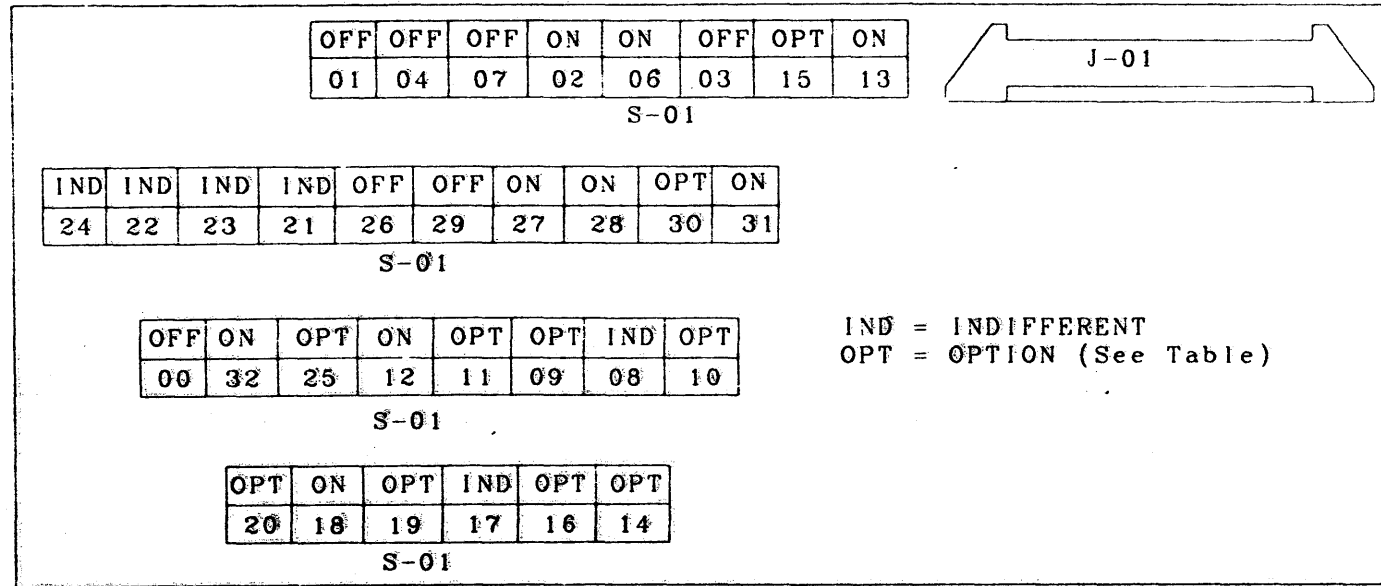 OFF OFF OFF ON ON OFF OPT ON
01 04 07 02 06 03 15 13
S-01
J-01
IND IND IND IND OFF OFF ON ON OPT ON
24 22 23 21 26 29 27 28 30 31
S-01
OFF ON OPT ON OPT OPT IND OPT
00 32 25 12 11 09 08 10
S-01
IND = INDIFFERENT
OPT = OPTION (See Table)
OPT ON OPT IND OPT OPT
20 18 19 17 16 14
S-01